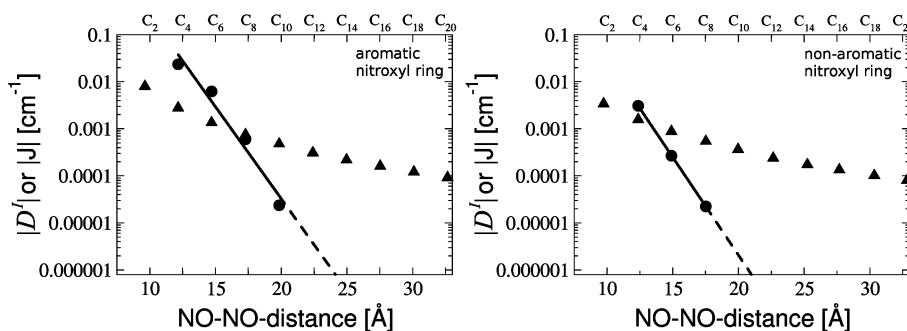 C2 C4 C6 C8 C10 C12 C14 C16 C18 C20
0.1
0.01
0.001
0.0001
0.00001
0.000001
|D^I| or |J| [cm^-1]
aromatic
nitroxyl ring
10 15 20 25 30
NO-NO-distance [Å]
C2 C4 C6 C8 C10 C12 C14 C16 C18 C2
0.1
0.01
0.001
0.0001
0.00001
0.000001
|D^I| or |J| [cm^-1]
non-aromatic
nitroxyl ring
10 15 20 25 30
NO-NO-distance [Å]